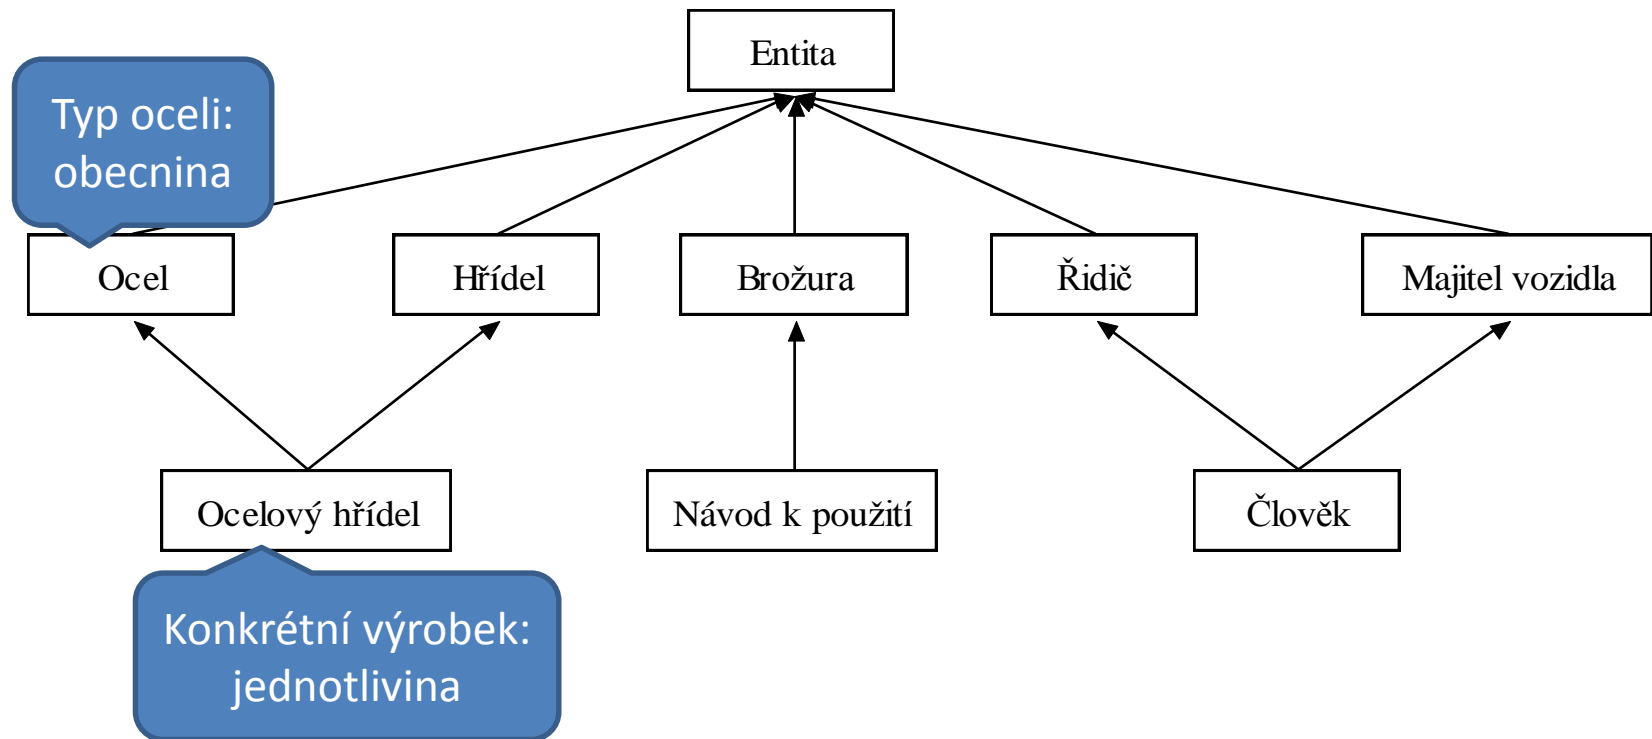 Entita
Typ oceli:
obecnina
Ocel
Hřídel
Brožura
Řidič
Majitel vozidla
Ocelový hřídel
Návod k použití
Člověk
Konkrétní výrobek:
jednotlivina